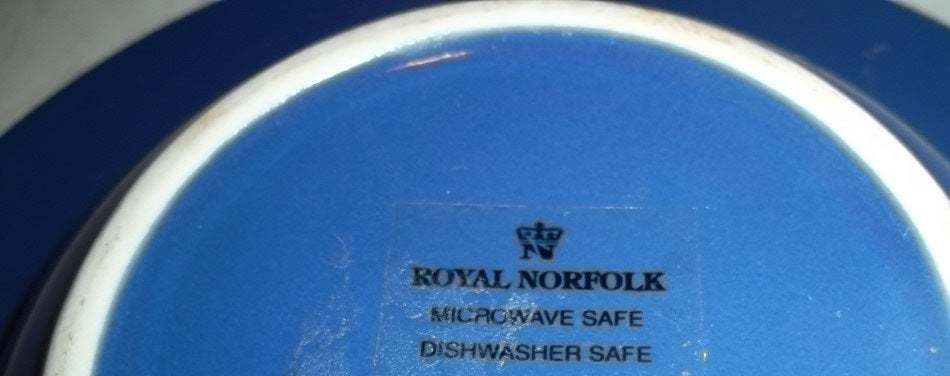 N
ROYAL NORFOLK
MICROWAVE SAFE
DISHWASHER SAFE